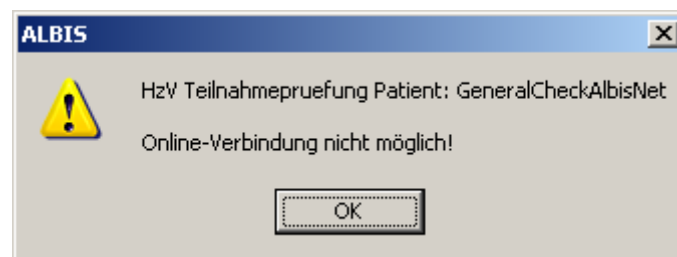 ALBIS
HzV Teilnahmepruefung Patient: GeneralCheckAlbisNet
Online-Verbindung nicht möglich!
OK